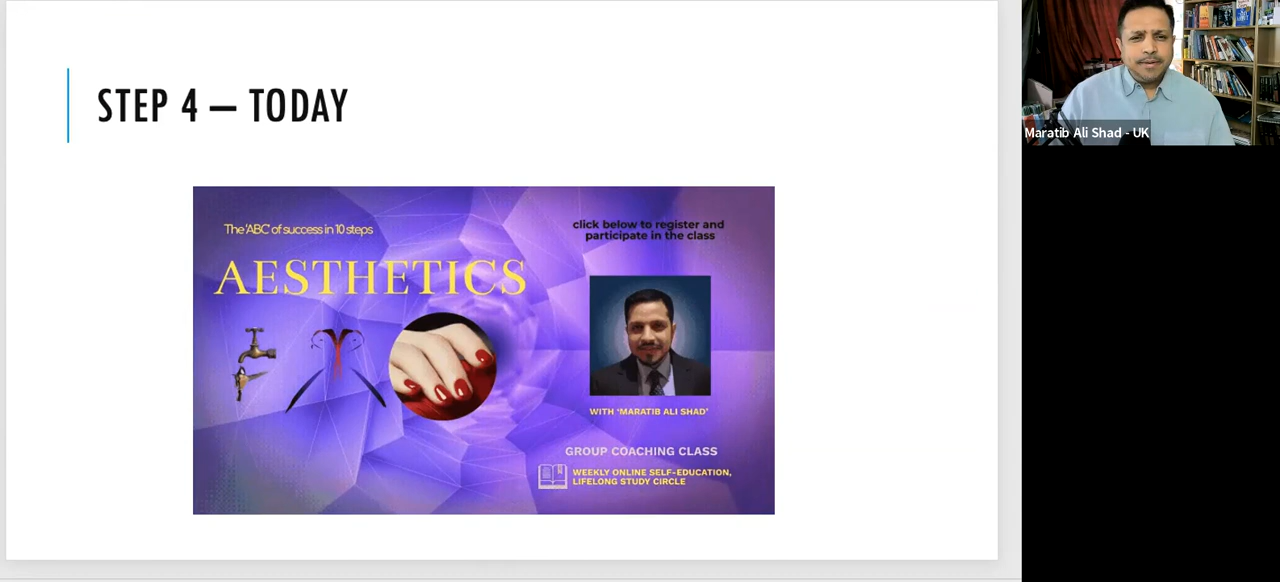 STEP 4 — TODAY
The 'ABC' of success in 10 steps
AESTHETICS
click below to register and
participate in the class
WITH 'MARATIB ALI SHAD'
GROUP COACHING CLASS
WEEKLY ONLINE SELF-EDUCATION,
LIFELONG STUDY CIRCLE
Maratib Ali Shad - UK